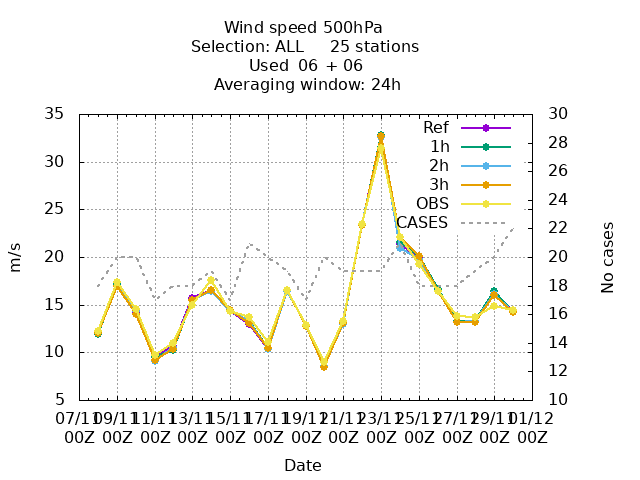 Wind speed 500hPa
Selection: ALL 25 stations
Used 06 + 06
Averaging window: 24h
35
30
25
20
15
10
5
30
28
26
24
22
20
18
16
14
12
10
Ref
1h
2h
3h
OBS
CASES
m/s
No cases
07/11 09/11 11/11 13/11 15/11 17/11 19/11 21/11 23/11 25/11 27/11 29/11 01/12
00Z 00Z 00Z 00Z 00Z 00Z 00Z 00Z 00Z 00Z 00Z 00Z 00Z
Date